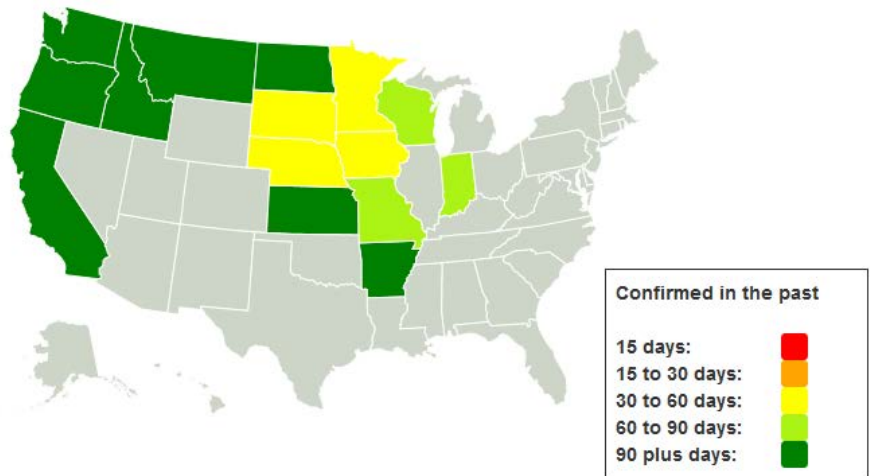 Confirmed in the past
15 days:
15 to 30 days:
30 to 60 days:
60 to 90 days:
90 plus days: